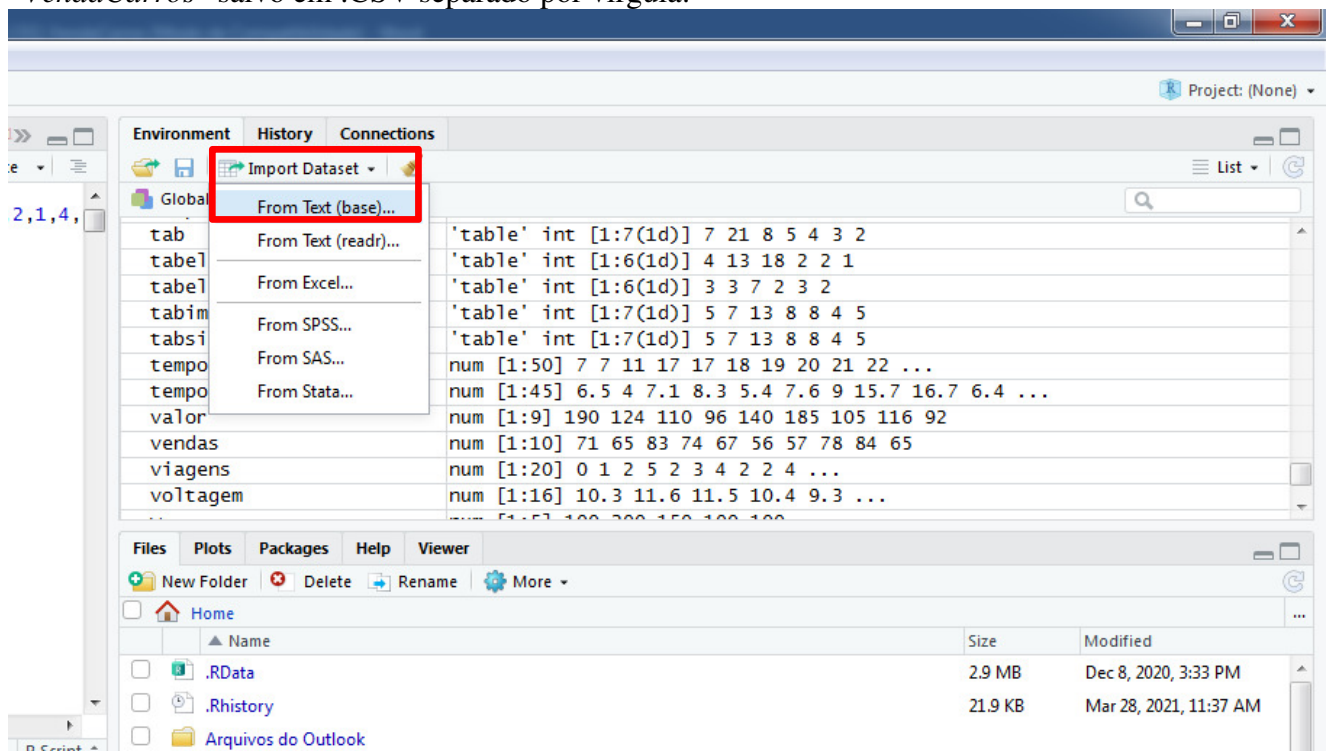 "VendaCarros" salvo em .CSV separado por vírgula.
Project: (None)
Environment History Connections
Import Dataset
List
Global
2,1,4,
From Text (base)...
From Text (readr)...
From Excel...
From SPSS...
From SAS...
From Stata...
tab 'table' int [1:7(1d)] 7 21 8 5 4 3 2
tabel 'table' int [1:6(1d)] 4 13 18 2 2 1
tabel 'table' int [1:6(1d)] 3 3 7 2 3 2
tabim 'table' int [1:7(1d)] 5 7 13 8 8 4 5
tabsi 'table' int [1:7(1d)] 5 7 13 8 8 4 5
tempo num [1:50] 7 7 11 17 17 18 19 20 21 22 ...
tempo num [1:45] 6.5 4 7.1 8.3 5.4 7.6 9 15.7 16.7 6.4 ...
valor num [1:9] 190 124 110 96 140 185 105 116 92
vendas num [1:10] 71 65 83 74 67 56 57 78 84 65
viagens num [1:20] 0 1 2 5 2 3 4 2 2 4 ...
voltagem num [1:16] 10.3 11.6 11.5 10.4 9.3 ...
Files Plots Packages Help Viewer
New Folder Delete Rename More
Home
Name Size Modified
.RData 2.9 MB Dec 8, 2020, 3:33 PM
.Rhistory 21.9 KB Mar 28, 2021, 11:37 AM
Arquivos do Outlook